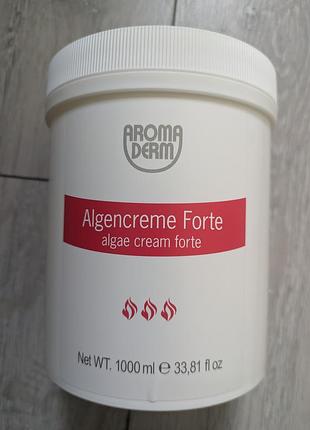 AROMA
DERM
Algencreme Forte
algae cream forte
Net WT. 1000 ml ℮ 33,81 fl oz